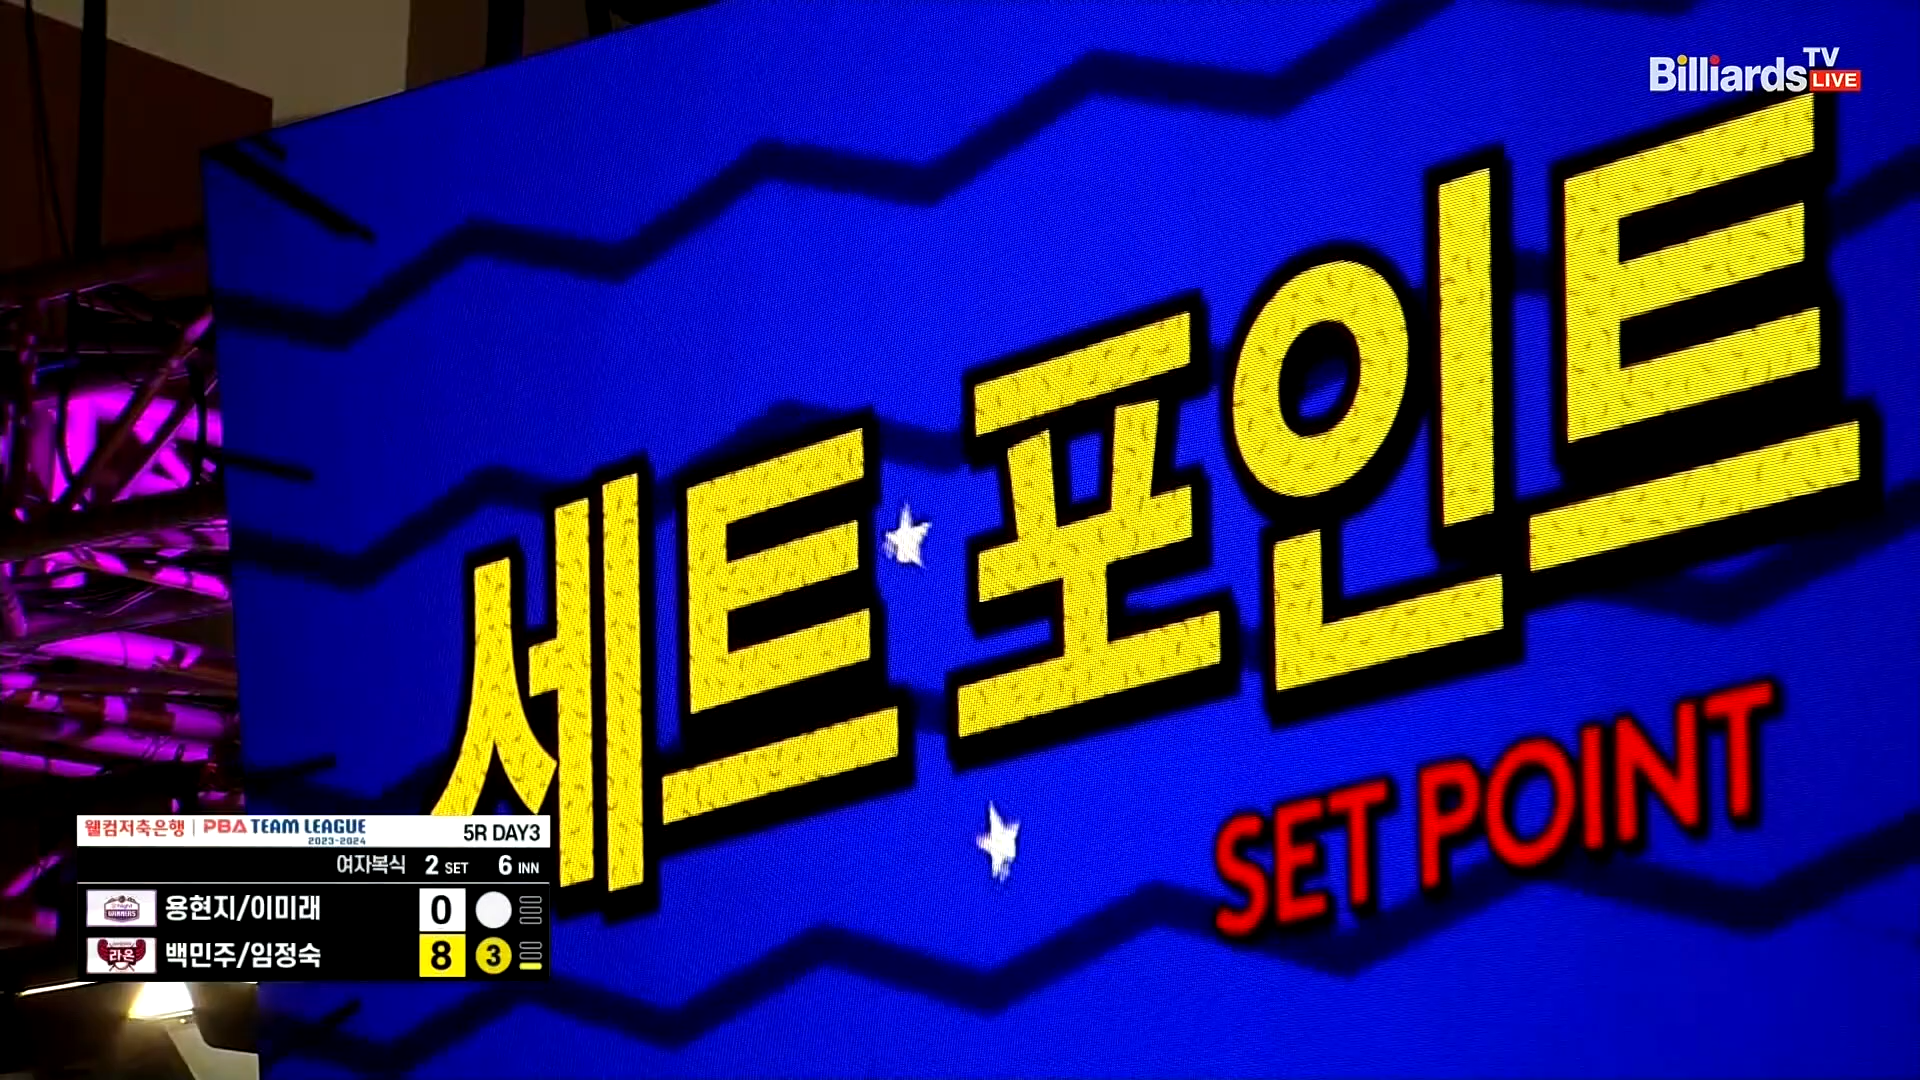 Billiards TV LIVE
세트 포인트
SET POINT
웰컴저축은행 | PBA TEAM LEAGUE 2023-2024 5R DAY3
여자복식 2 SET 6 INN
용현지/이미래 0
라온 백민주/임정숙 8 3